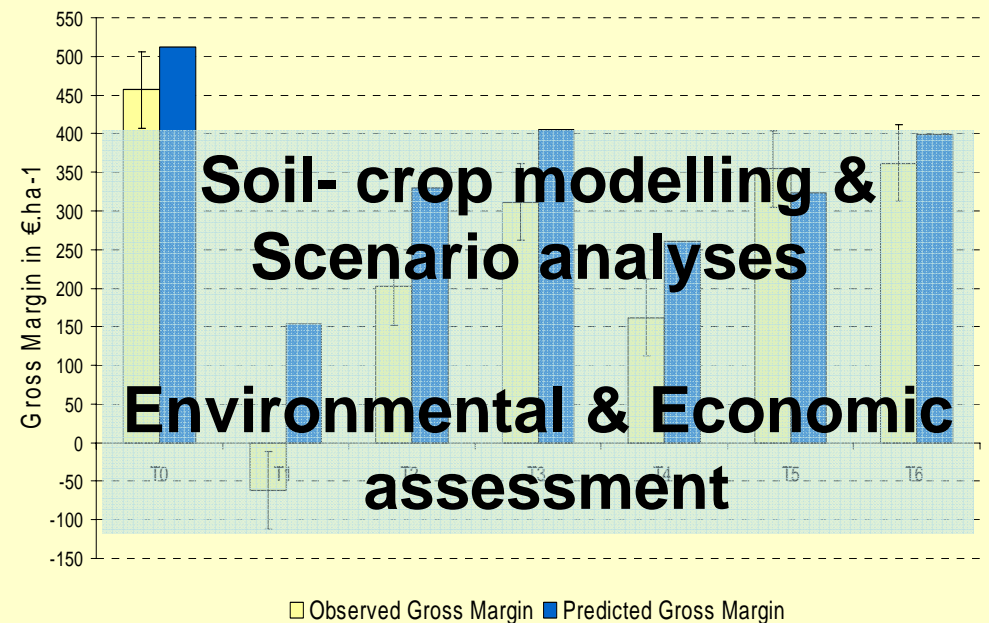 550
500
450
400
350
300
250
200
150
100
50
0
-50
-100
-150
Gross Margin in €.ha-1
Soil- crop modelling &
Scenario analyses
Environmental & Economic
assessment
T0 T1 T2 T3 T4 T5 T6
Observed Gross Margin Predicted Gross Margin